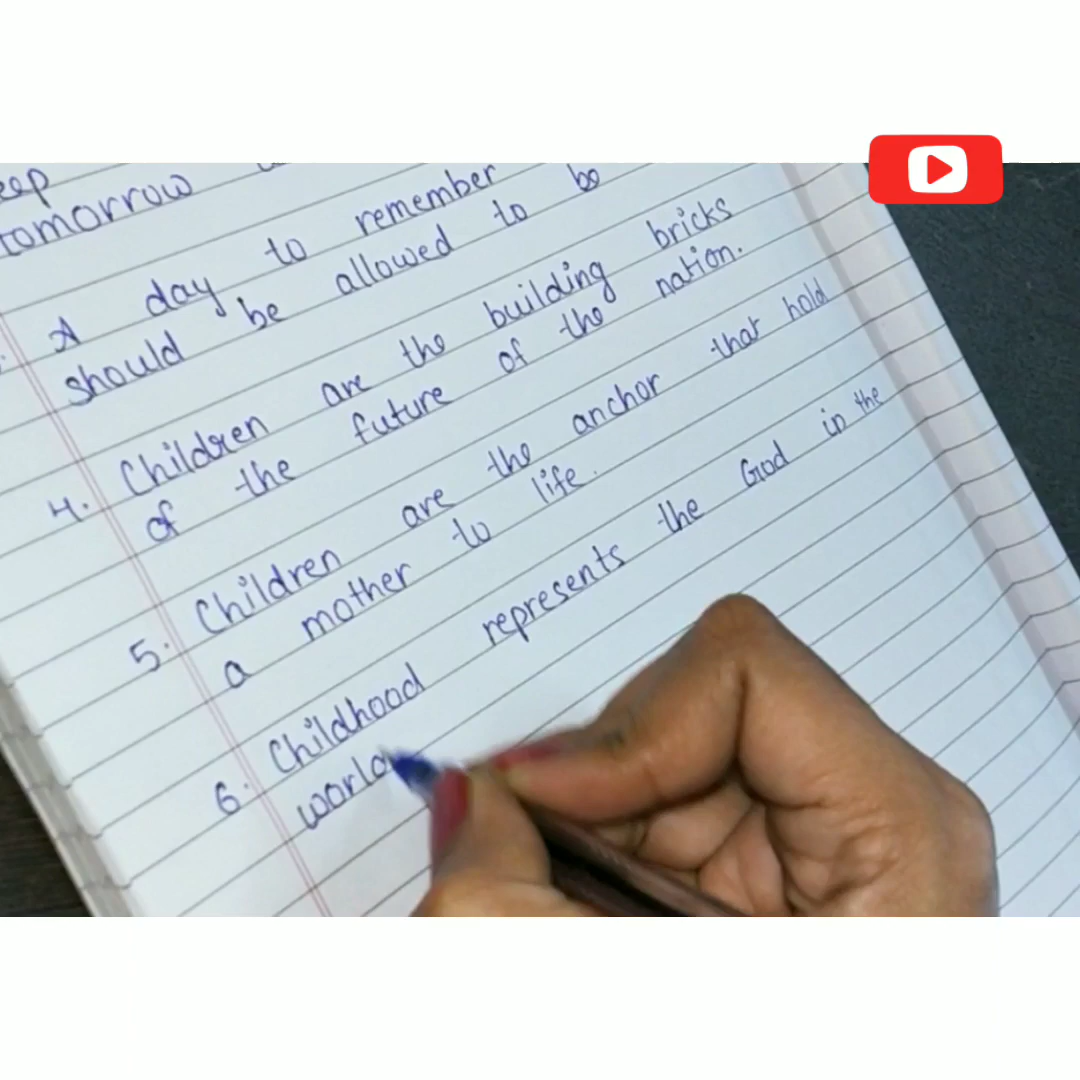 tomorrow
A day to remember
should be allowed to be
4. Children are the building bricks
of the future of the nation.
5. Children are the anchor that hold
a mother to life.
6. Childhood represents the God in the
world